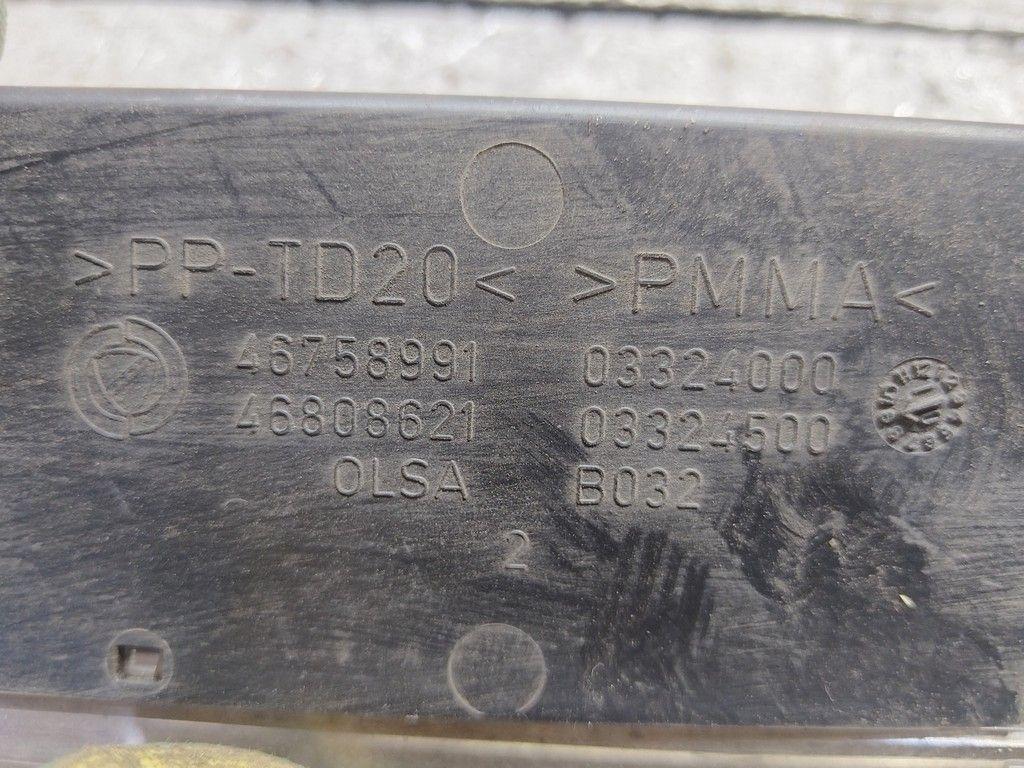 >PP-TD20< >PMMA<
46758991 03324000
46808621 03324500
OLSA B032
2